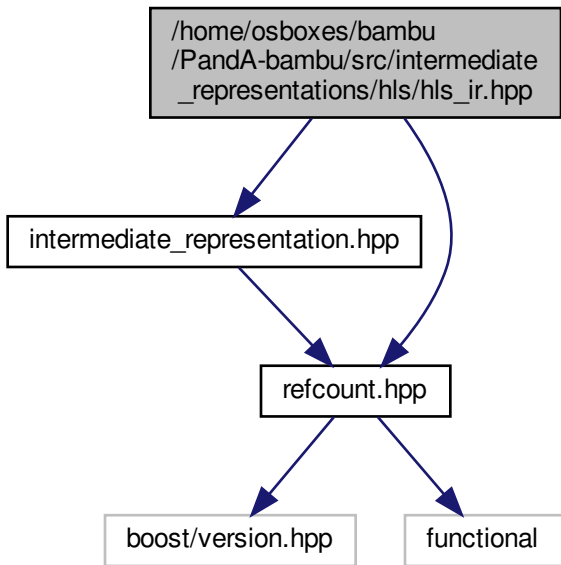 /home/osboxes/bambu
/PandA-bambu/src/intermediate
_representations/hls/hls_ir.hpp
intermediate_representation.hpp
refcount.hpp
boost/version.hpp
functional